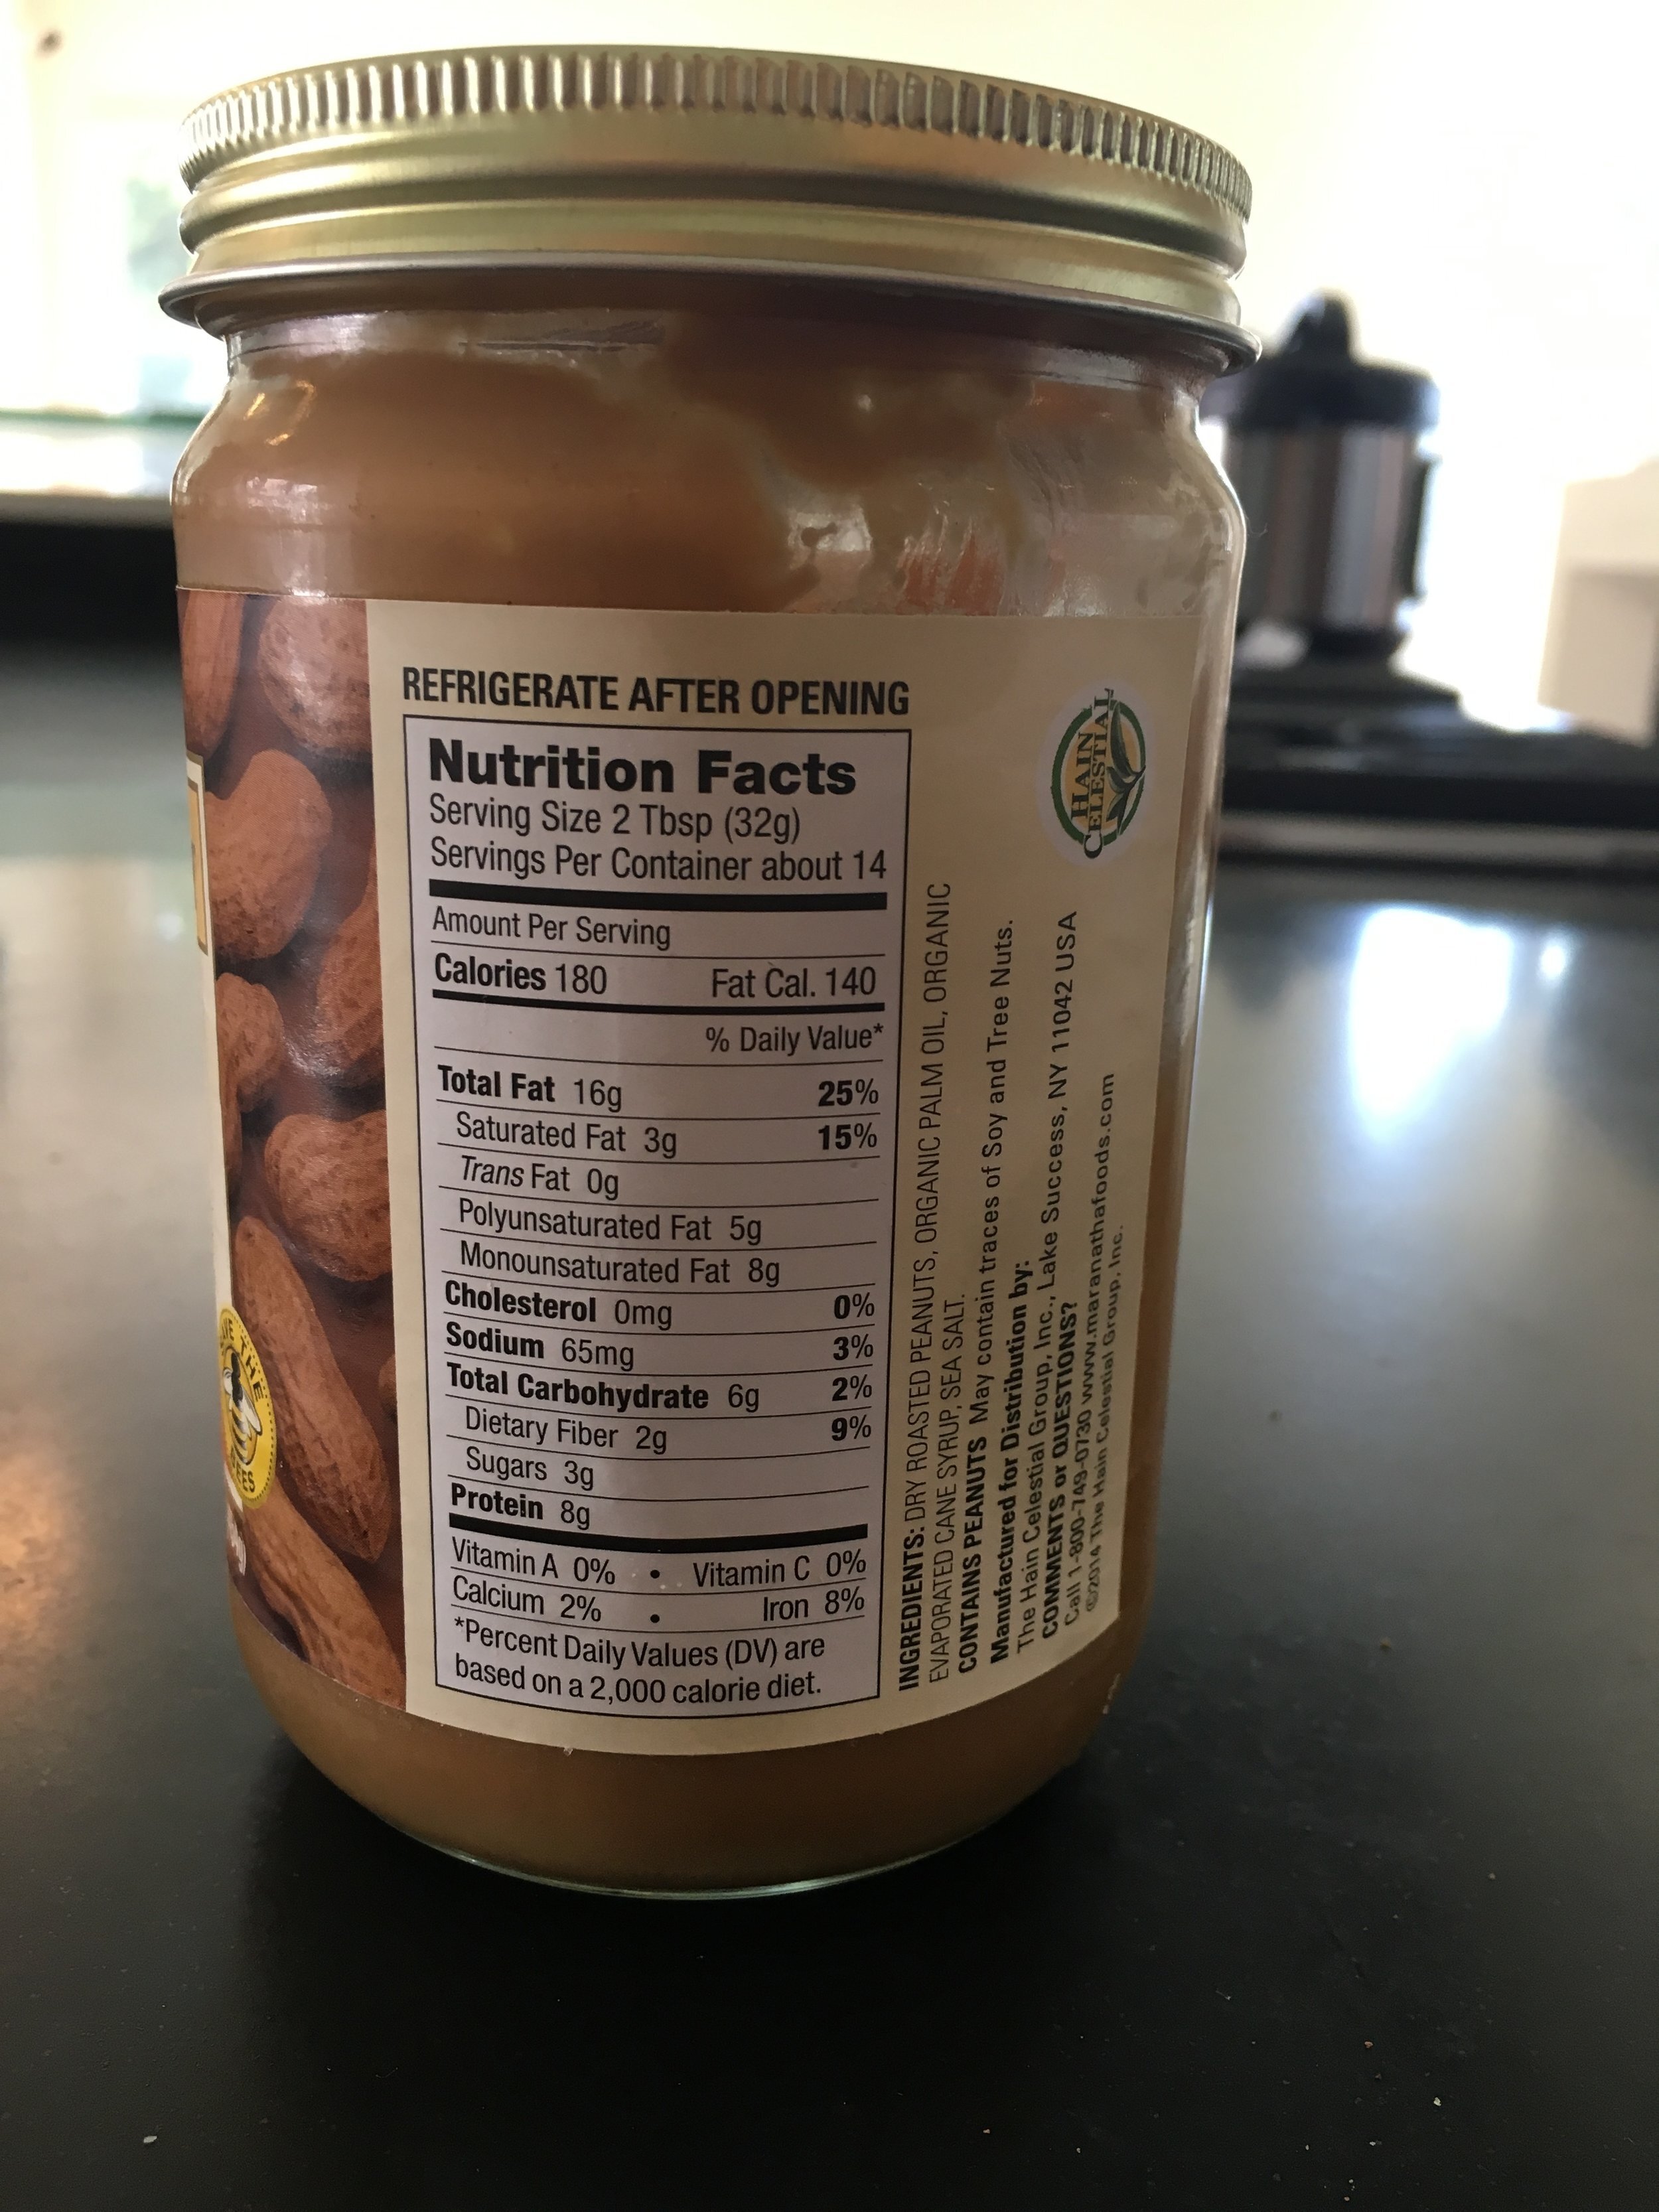 REFRIGERATE AFTER OPENING
Nutrition Facts
Serving Size 2 Tbsp (32g)
Servings Per Container about 14
Amount Per Serving
Calories 180 Fat Cal. 140
% Daily Value*
Total Fat 16g 25%
Saturated Fat 3g 15%
Trans Fat 0g
Polyunsaturated Fat 5g
Monounsaturated Fat 8g
Cholesterol 0mg 0%
Sodium 65mg 3%
Total Carbohydrate 6g 2%
Dietary Fiber 2g 9%
Sugars 3g
Protein 8g
Vitamin A 0% • Vitamin C 0%
Calcium 2% • Iron 8%
*Percent Daily Values (DV) are
based on a 2,000 calorie diet.
INGREDIENTS: DRY ROASTED PEANUTS, ORGANIC PALM OIL, ORGANIC
EVAPORATED CANE SYRUP, SEA SALT.
CONTAINS PEANUTS May contain traces of Soy and Tree Nuts.
Manufactured for Distribution by:
The Hain Celestial Group, Inc., Lake Success, NY 11042 USA
COMMENTS or QUESTIONS?
Call 1-800-749-0730 www.maranathafoods.com
©2014 The Hain Celestial Group, Inc.
HAIN
CELESTIAL
THE
BEES